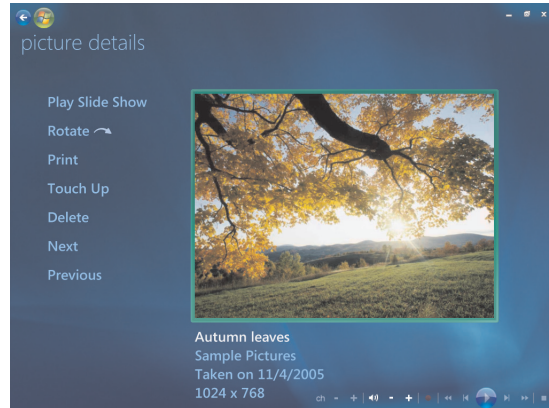 picture details
Play Slide Show
Rotate
Print
Touch Up
Delete
Next
Previous
Autumn leaves
Sample Pictures
Taken on 11/4/2005
1024 x 768
ch - + - +